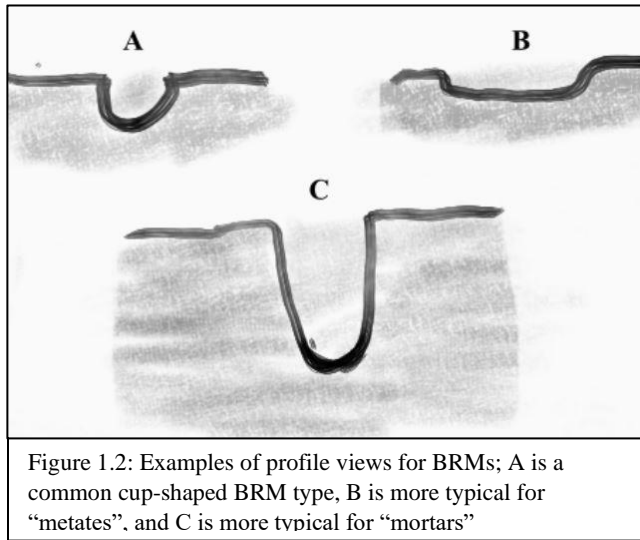 A
B
C
Figure 1.2: Examples of profile views for BRMs; A is a
common cup-shaped BRM type, B is more typical for
“metates”, and C is more typical for “mortars”